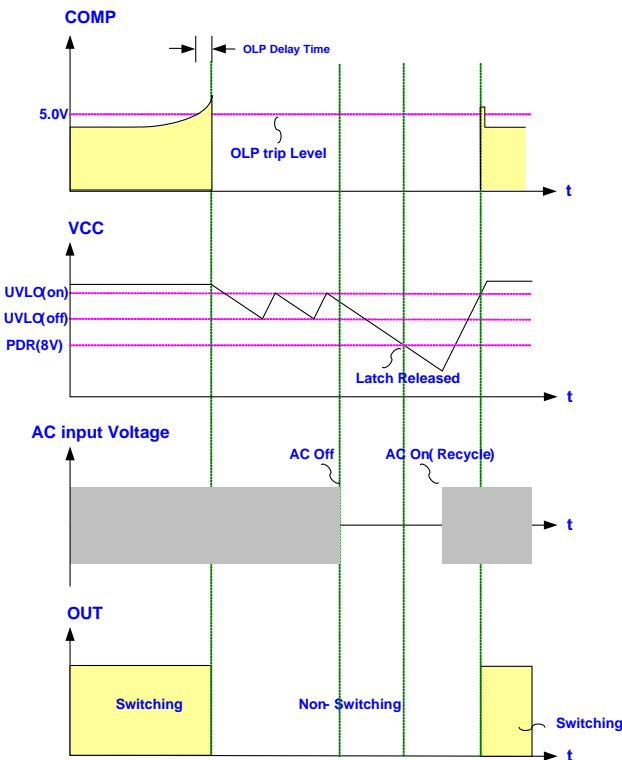 COMP
OLP Delay Time
5.0V
OLP trip Level
t
VCC
UVLO(on)
UVLO(off)
PDR(8V)
Latch Released
t
AC input Voltage
AC Off
AC On( Recycle)
t
OUT
Switching
Non- Switching
Switching
t